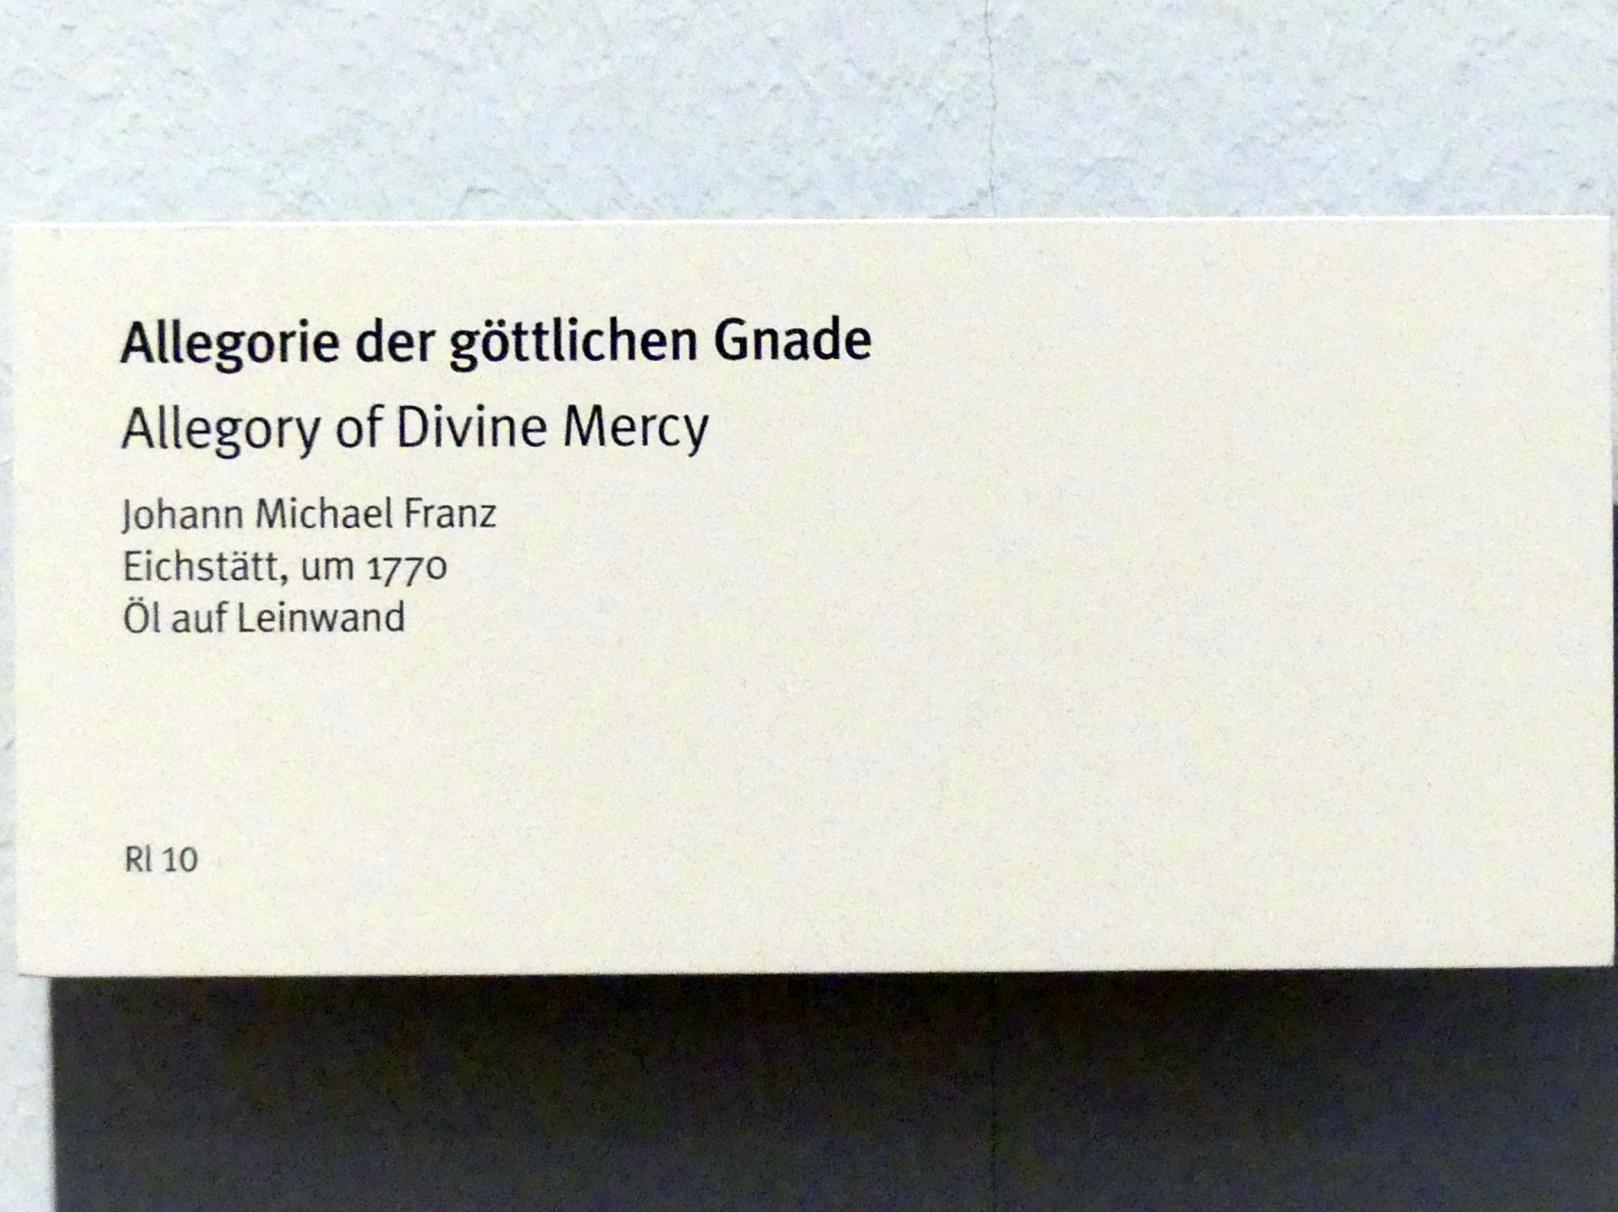 Allegorie der göttlichen Gnade
Allegory of Divine Mercy
Johann Michael Franz
Eichstätt, um 1770
Öl auf Leinwand
Rl 10